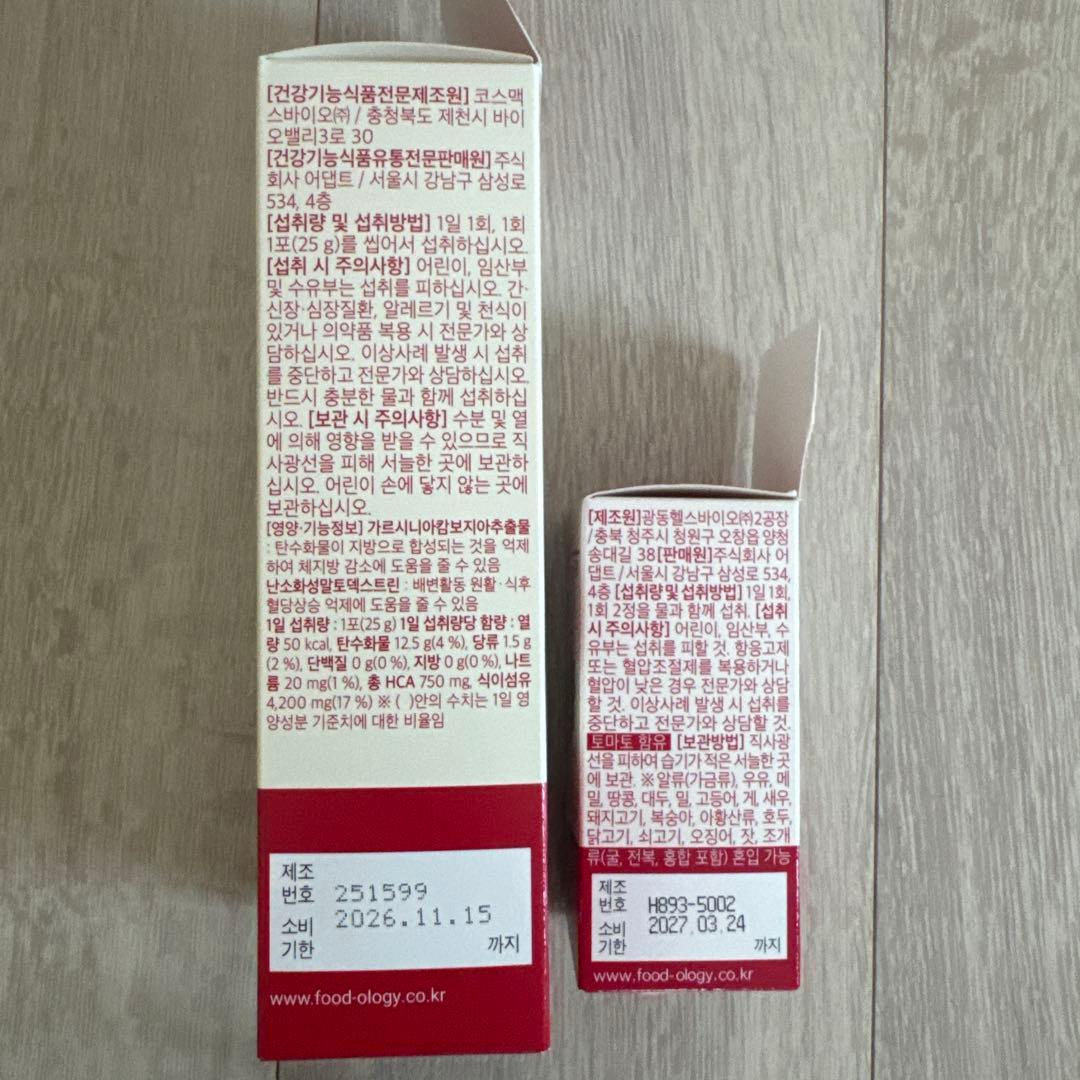 [건강기능식품전문제조원] 코스맥
스바이오㈜ / 충청북도 제천시 바이
오밸리3로 30
[건강기능식품유통전문판매원] 주식
회사 어댑트 / 서울시 강남구 삼성로
534, 4층
[섭취량 및 섭취방법] 1일 1회, 1회
1포(25 g)를 씹어서 섭취하십시오.
[섭취 시 주의사항] 어린이, 임산부
및 수유부는 섭취를 피하십시오. 간·
신장·심장질환, 알레르기 및 천식이
있거나 의약품 복용 시 전문가와 상
담하십시오. 이상사례 발생 시 섭취
를 중단하고 전문가와 상담하십시오.
반드시 충분한 물과 함께 섭취하십
시오. [보관 시 주의사항] 수분 및 열
에 의해 영향을 받을 수 있으므로 직
사광선을 피해 서늘한 곳에 보관하
십시오. 어린이 손에 닿지 않는 곳에
보관하십시오.
[영양·기능정보] 가르시니아캄보지아추출물
: 탄수화물이 지방으로 합성되는 것을 억제
하여 체지방 감소에 도움을 줄 수 있음
난소화성말토덱스트린 : 배변활동 원활·식후
혈당상승 억제에 도움을 줄 수 있음
1일 섭취량 : 1포(25 g) 1일 섭취량당 함량 : 열
량 50 kcal, 탄수화물 12.5 g(4 %), 당류 1.5 g
(2 %), 단백질 0 g(0 %), 지방 0 g(0 %), 나트
륨 20 mg(1 %), 총 HCA 750 mg, 식이섬유
4,200 mg(17 %) ※ ( )안의 수치는 1일 영
양성분 기준치에 대한 비율임
제조
번호 251599
소비 2026.11.15
기한 까지
www.food-ology.co.kr
[제조원]광동헬스바이오㈜2공장
/충북 청주시 청원구 오창읍 양청
송대길 38 [판매원]주식회사 어
댑트/서울시 강남구 삼성로 534,
4층 [섭취량 및 섭취방법] 1일 1회,
1회 2정을 물과 함께 섭취. [섭취
시 주의사항] 어린이, 임산부, 수
유부는 섭취를 피할 것. 항응고제
또는 혈압조절제를 복용하거나
혈압이 낮은 경우 전문가와 상담
할 것. 이상사례 발생 시 섭취를
중단하고 전문가와 상담할 것.
토마토 함유 [보관방법] 직사광
선을 피하여 습기가 적은 서늘한 곳
에 보관. ※알류(가금류), 우유, 메
밀, 땅콩, 대두, 밀, 고등어, 게, 새우,
돼지고기, 복숭아, 아황산류, 호두,
닭고기, 쇠고기, 오징어, 잣, 조개
류(굴, 전복, 홍합 포함) 혼입 가능
제조
번호 H893-5002
소비 2027.03.24
기한 까지
www.food-ology.co.kr